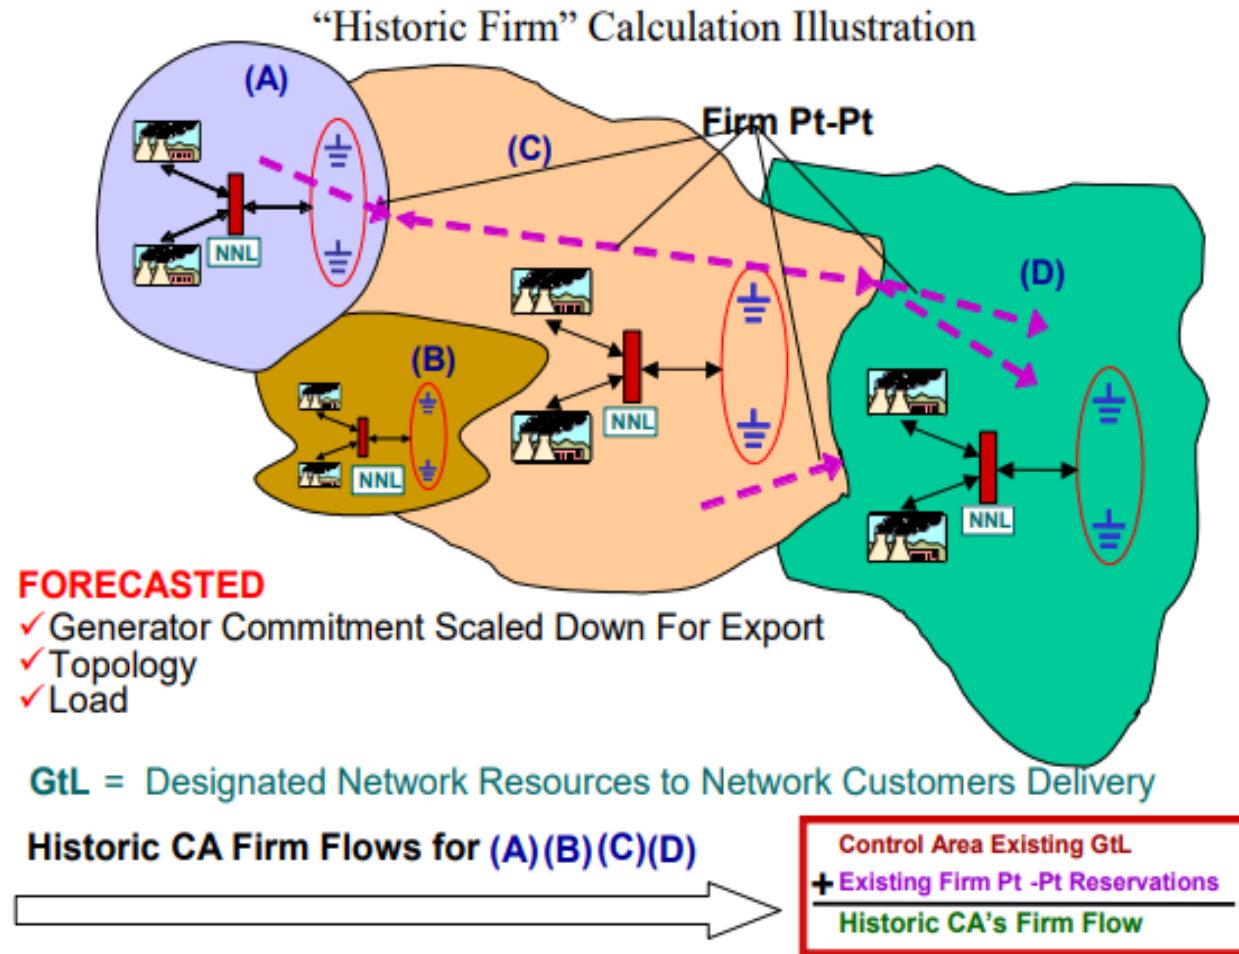 “Historic Firm” Calculation Illustration
(A)
Firm Pt-Pt
(C)
(D)
NNL
(B)
NNL
NNL
NNL
FORECASTED
✓Generator Commitment Scaled Down For Export
✓Topology
✓Load
GtL = Designated Network Resources to Network Customers Delivery
Historic CA Firm Flows for (A)(B)(C)(D)
Control Area Existing GtL
+ Existing Firm Pt -Pt Reservations
Historic CA's Firm Flow